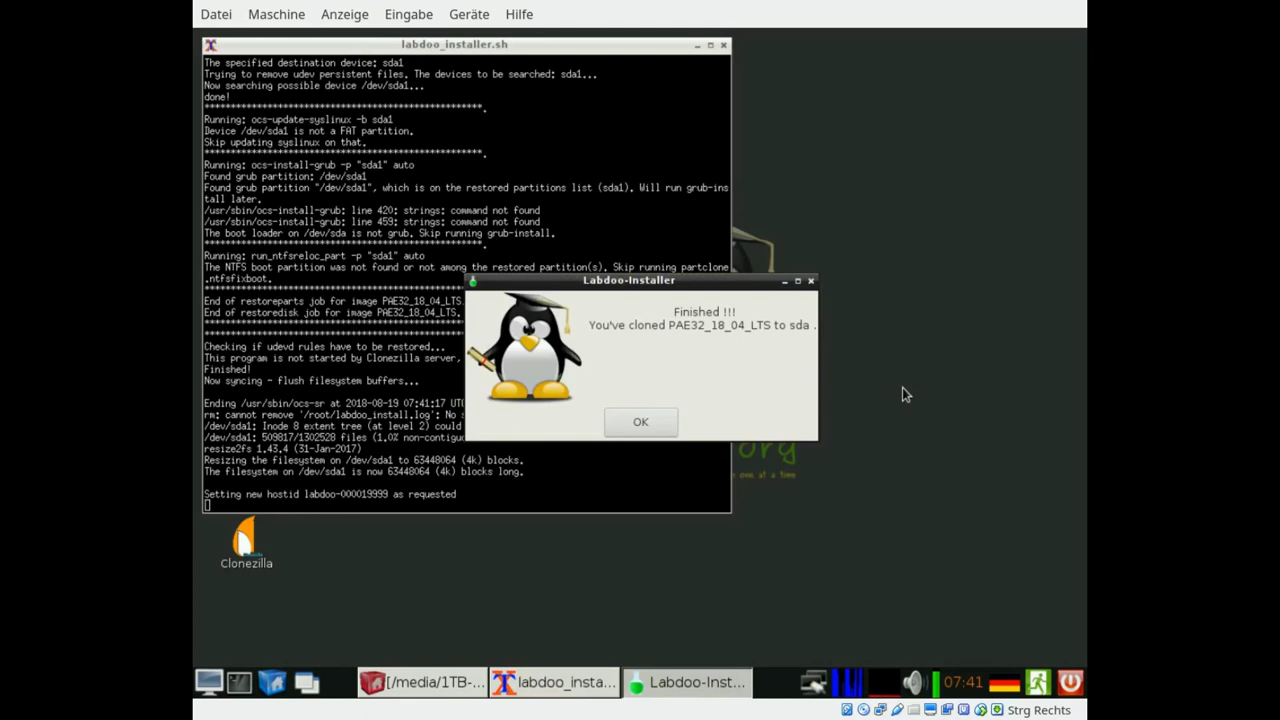 Datei Maschine Anzeige Eingabe Geräte Hilfe
labdoo_installer.sh
The specified destination device: sda1
Trying to remove udev persistent files. The devices to be searched: sda1...
Now searching possible device /dev/sda1...
done!
*************************************************.
Running: ocs-update-syslinux -b sda1
Device /dev/sda1 is not a FAT partition.
Skip updating syslinux on that.
*************************************************.
Running: ocs-install-grub -p "sda1" auto
Found grub partition: /dev/sda1
Found grub partition "/dev/sda1", which is on the restored partitions list (sda1). Will run grub-ins
tall later.
/usr/sbin/ocs-install-grub: line 420: strings: command not found
/usr/sbin/ocs-install-grub: line 459: strings: command not found
The boot loader on /dev/sda is not grub. Skip running grub-install.
*************************************************.
Running: run_ntfsreloc_part -p "sda1" auto
The NTFS boot partition was not found or not among the restored partition(s). Skip running partclone
.ntfsfixboot.
End of restoreparts job for image PAE32_18_04_LTS.
End of restoredisk job for image PAE32_18_04_LTS.
Checking if udevd rules have to be restored...
This program is not started by Clonezilla server,
Finished!
Now syncing - flush filesystem buffers...
Ending /usr/sbin/ocs-sr at 2018-08-19 07:41:17 UTC
rm: cannot remove '/root/labdoo_install.log': No
/dev/sda1: Inode 8 extent tree (at level 2) could
/dev/sda1: 509817/1302528 files (1.0% non-contigu
resize2fs 1.43.4 (31-Jan-2017)
Resizing the filesystem on /dev/sda1 to 63448064 (4k) blocks.
The filesystem on /dev/sda1 is now 63448064 (4k) blocks long.
Setting new hostid labdoo-000019999 as requested
Labdoo-Installer
Finished !!!
You've cloned PAE32_18_04_LTS to sda .
OK
org
one at a time
Clonezilla
[/media/1TB-... labdoo_insta... Labdoo-Inst... 07:41
Strg Rechts